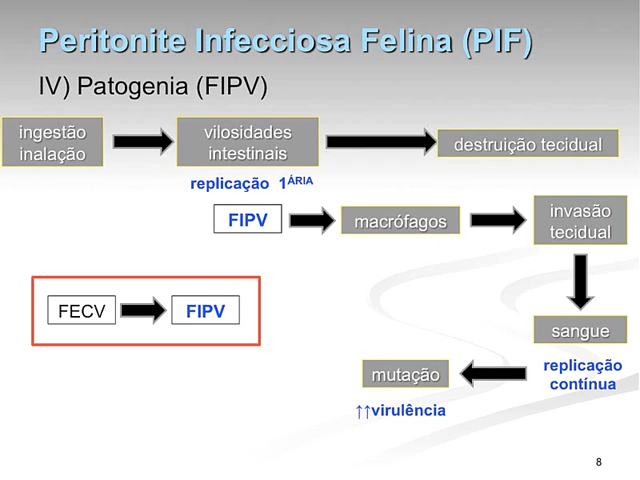 Peritonite Infecciosa Felina (PIF)
IV) Patogenia (FIPV)
ingestão
inalação
vilosidades
intestinais
destruição tecidual
replicação 1ÁRIA
FIPV
macrófagos
invasão
tecidual
FECV
FIPV
sangue
replicação
contínua
mutação
↑↑virulência
8